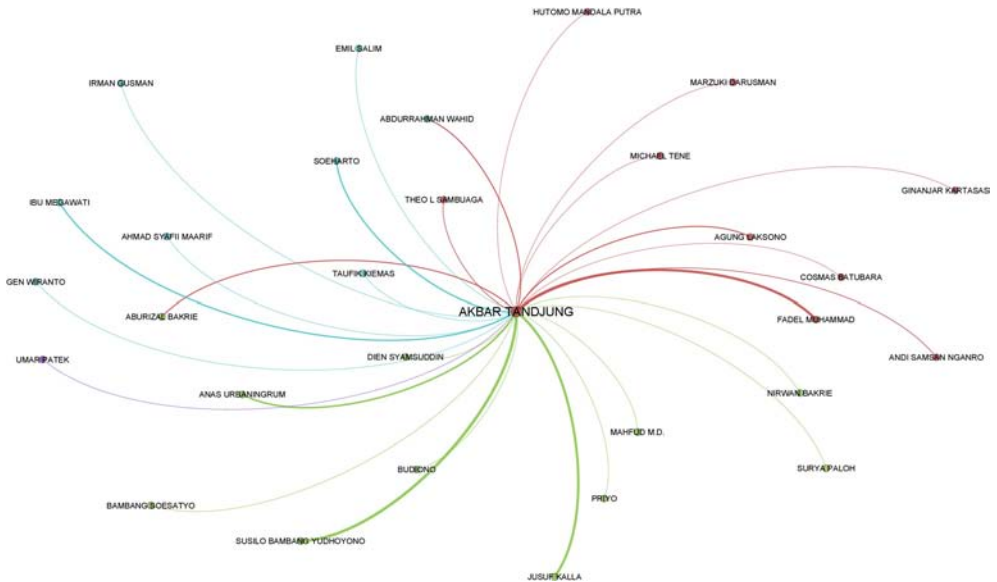 HUTOMO MANDALA PUTRA
EMIL SALIM
IRMAN GUSMAN
MARZUKI DARUSMAN
ABDURRAHMAN WAHID
SOEHARTO
MICHAEL TENE
GINANJAR KARTASAS
THEO L SAMBUAGA
IBU MEGAWATI
AHMAD SYAFII MAARIF
AGUNG LAKSONO
TAUFIK KIEMAS
COSMAS BATUBARA
GEN WIRANTO
AKBAR TANDJUNG
ABURIZAL BAKRIE
FADEL MUHAMMAD
UMAR PATEK
DIEN SYAMSUDDIN
ANDI SAMSAN NGANRO
ANAS URBANINGRUM
NIRWAN BAKRIE
MAHFUD M.D.
BUDIONO
SURYA PALOH
BAMBANG SOESATYO
PRIYO
SUSILO BAMBANG YUDHOYONO
JUSUF KALLA